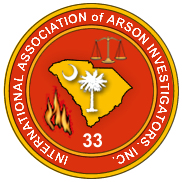 INTERNATIONAL ASSOCIATION of ARSON INVESTIGATORS, INC.
33